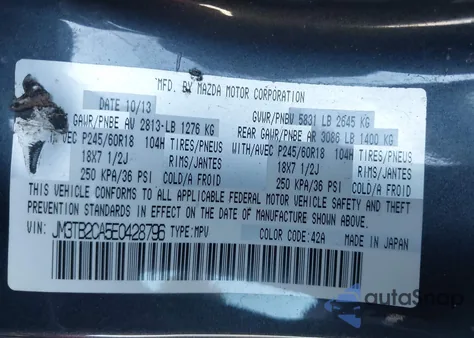 MFD. BY MAZDA MOTOR CORPORATION
DATE 10/13 GVWR/PNBV 5831 LB 2645 KG
GAWR/PNBE AV 2813-LB 1276 KG REAR GAWR/PNBE AR 3086 LB 1400 KG
AVEC P245/60R18 104H TIRES/PNEUS WITH/AVEC P245/60R18 104H TIRES/PNEUS
18X7 1/2J RIMS/JANTES 18X7 1/2J RIMS/JANTES
250 KPA/36 PSI COLD/A FROID 250 KPA/36 PSI COLD/A FROID
THIS VEHICLE CONFORMS TO ALL APPLICABLE FEDERAL MOTOR VEHICLE SAFETY AND THEFT
PREVENTION STANDARDS IN EFFECT ON THE DATE OF MANUFACTURE SHOWN ABOVE.
VIN: JM3TB2CA5E0428796 TYPE:MPV COLOR CODE:42A MADE IN JAPAN
autoSnap